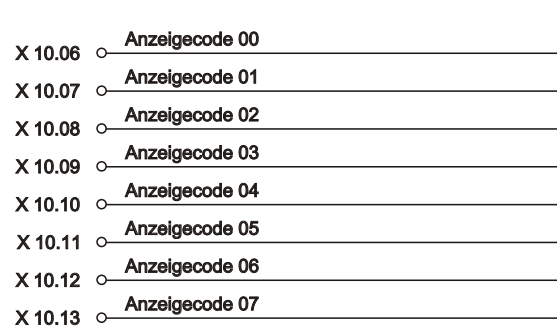 X 10.06 Anzeigecode 00
X 10.07 Anzeigecode 01
X 10.08 Anzeigecode 02
X 10.09 Anzeigecode 03
X 10.10 Anzeigecode 04
X 10.11 Anzeigecode 05
X 10.12 Anzeigecode 06
X 10.13 Anzeigecode 07